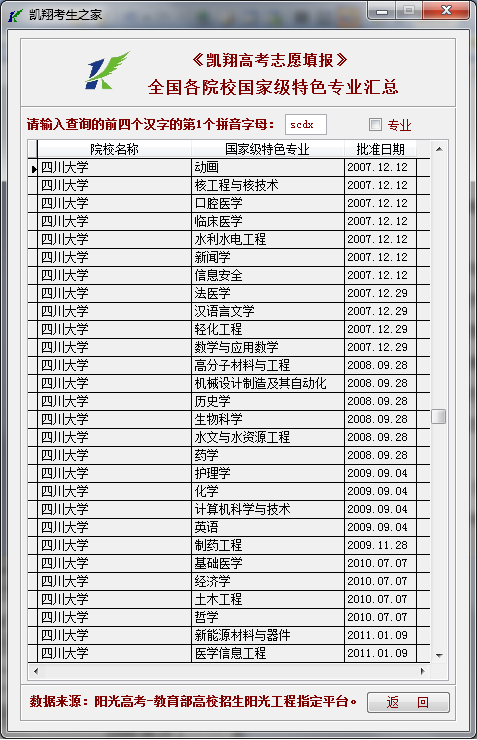 凯翔考生之家
《凯翔高考志愿填报》
全国各院校国家级特色专业汇总
请输入查询的前四个汉字的第1个拼音字母： scdx 专业
院校名称 国家级特色专业 批准日期
四川大学 动画 2007.12.12
四川大学 核工程与核技术 2007.12.12
四川大学 口腔医学 2007.12.12
四川大学 临床医学 2007.12.12
四川大学 水利水电工程 2007.12.12
四川大学 新闻学 2007.12.12
四川大学 信息安全 2007.12.12
四川大学 法医学 2007.12.29
四川大学 汉语言文学 2007.12.29
四川大学 轻化工程 2007.12.29
四川大学 数学与应用数学 2007.12.29
四川大学 高分子材料与工程 2008.09.28
四川大学 机械设计制造及其自动化 2008.09.28
四川大学 历史学 2008.09.28
四川大学 生物科学 2008.09.28
四川大学 水文与水资源工程 2008.09.28
四川大学 药学 2008.09.28
四川大学 护理学 2009.09.04
四川大学 化学 2009.09.04
四川大学 计算机科学与技术 2009.09.04
四川大学 英语 2009.09.04
四川大学 制药工程 2009.11.28
四川大学 基础医学 2010.07.07
四川大学 经济学 2010.07.07
四川大学 土木工程 2010.07.07
四川大学 哲学 2010.07.07
四川大学 新能源材料与器件 2011.01.09
四川大学 医学信息工程 2011.01.09
数据来源：阳光高考-教育部高校招生阳光工程指定平台。 返 回